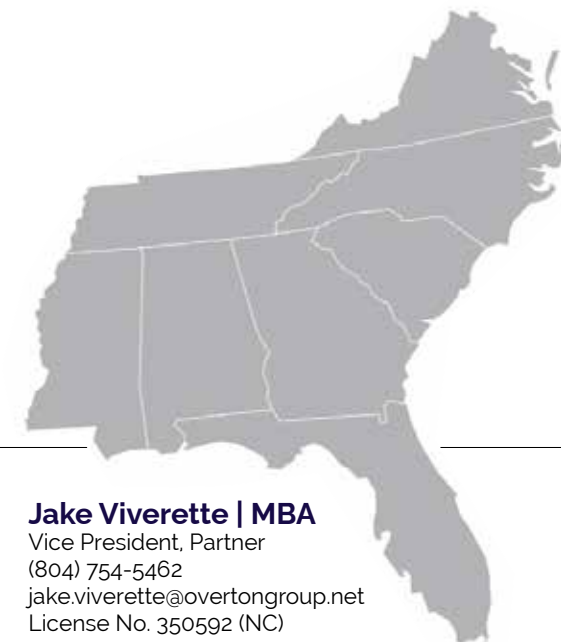 Jake Viverette | MBA
Vice President, Partner
(804) 754-5462
jake.viverette@overtongroup.net
License No. 350592 (NC)